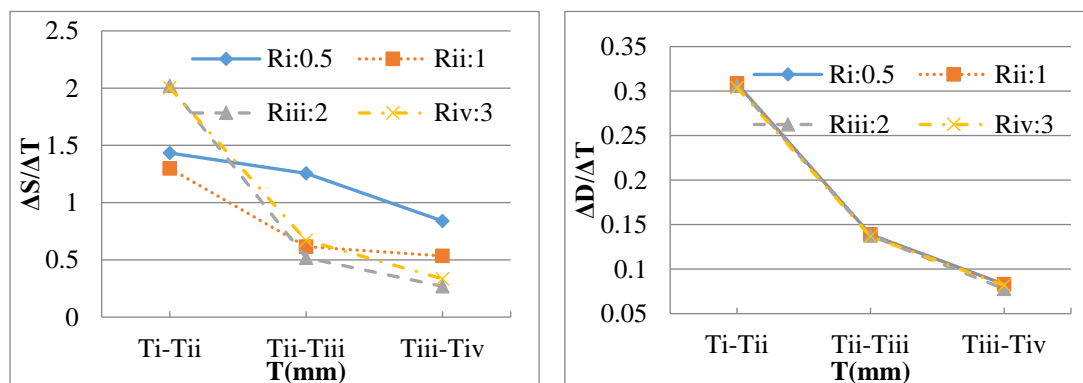 2.5
2
1.5
1
0.5
0
ΔS/ΔT
Ri:0.5
Rii:1
Riii:2
Riv:3
Ti-Tii
Tii-Tiii
Tiii-Tiv
T(mm)
0.35
0.3
0.25
0.2
0.15
0.1
0.05
ΔD/ΔT
Ri:0.5
Rii:1
Riii:2
Riv:3
Ti-Tii
Tii-Tiii
Tiii-Tiv
T(mm)